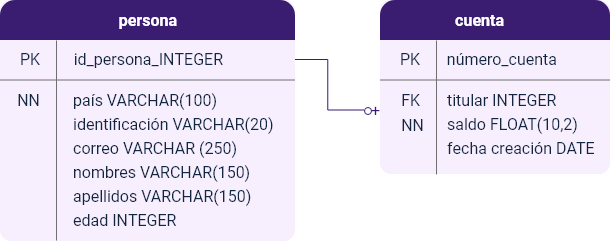 persona
PK id_persona_INTEGER
NN país VARCHAR(100)
identificación VARCHAR(20)
correo VARCHAR (250)
nombres VARCHAR(150)
apellidos VARCHAR(150)
edad INTEGER
cuenta
PK número_cuenta
FK titular INTEGER
NN saldo FLOAT(10,2)
fecha creación DATE